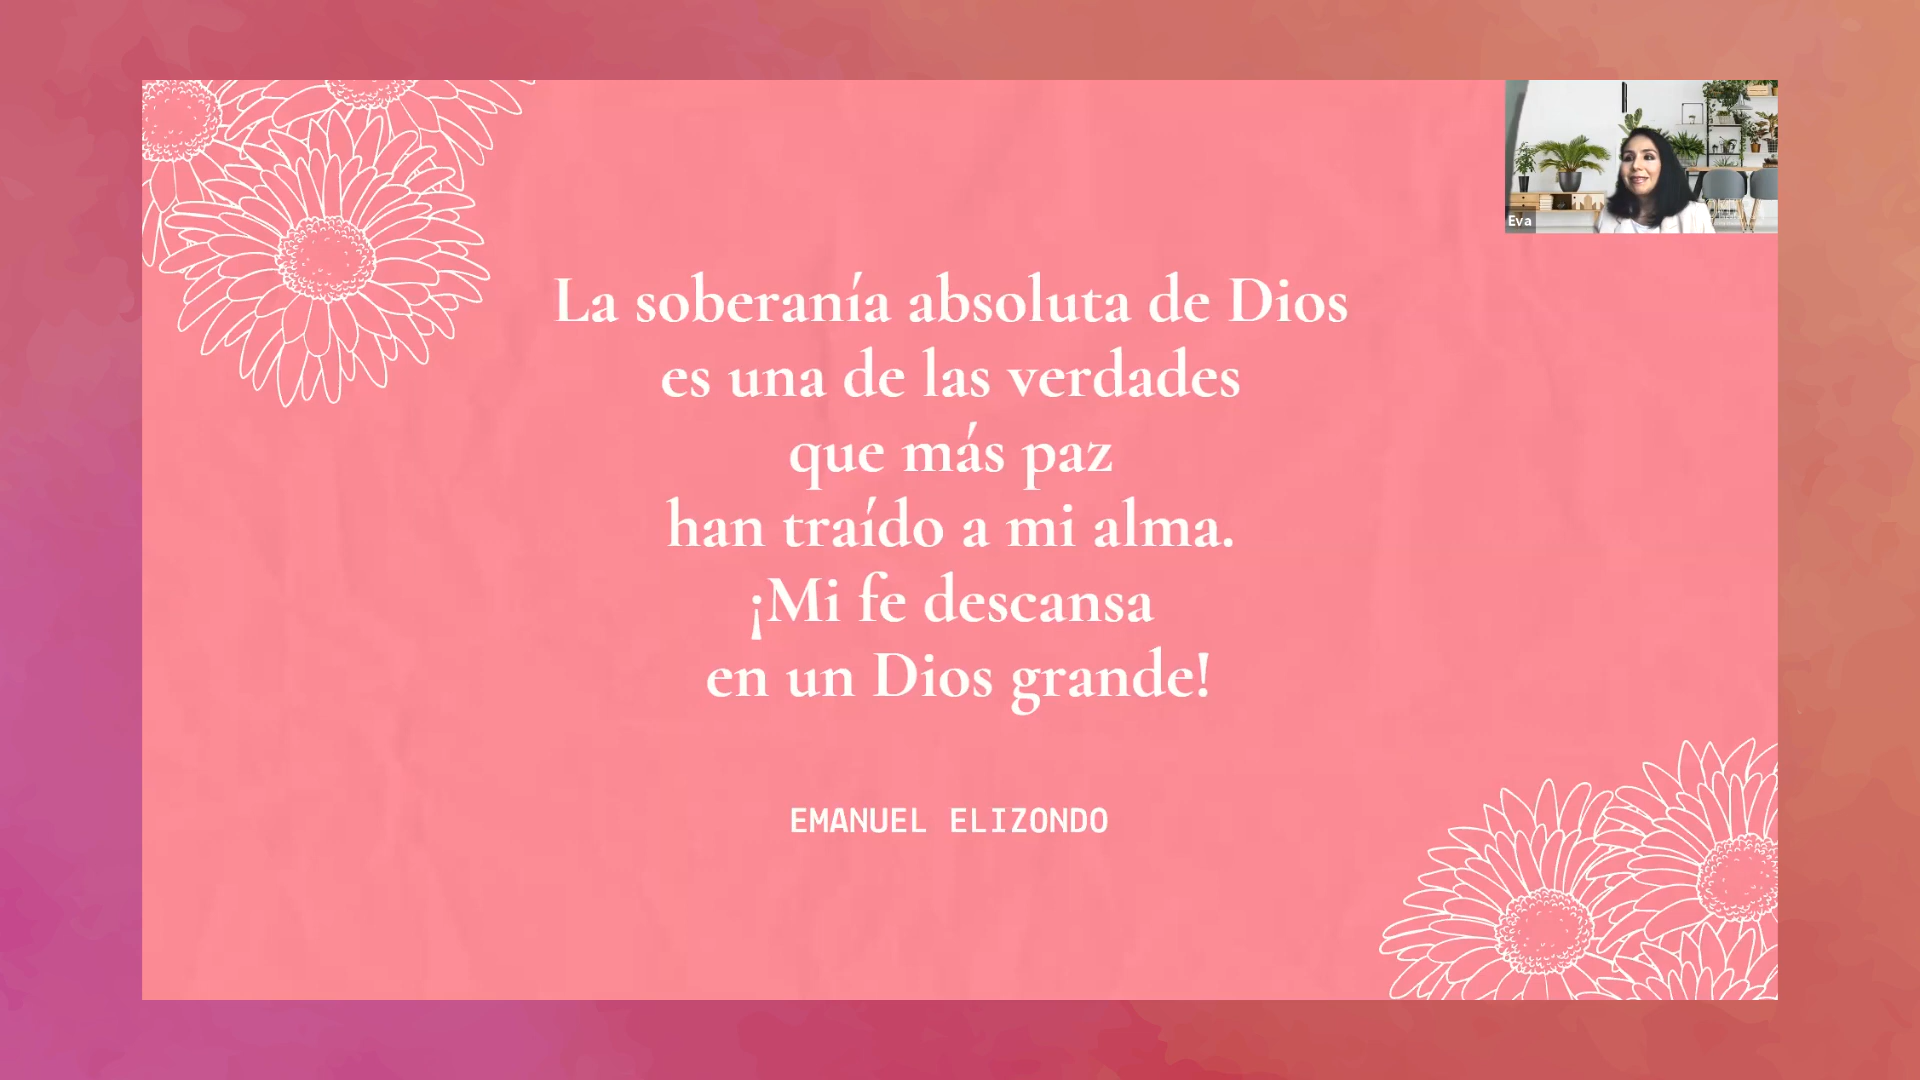 Eva
La soberanía absoluta de Dios
es una de las verdades
que más paz
han traído a mi alma.
¡Mi fe descansa
en un Dios grande!
EMANUEL ELIZONDO